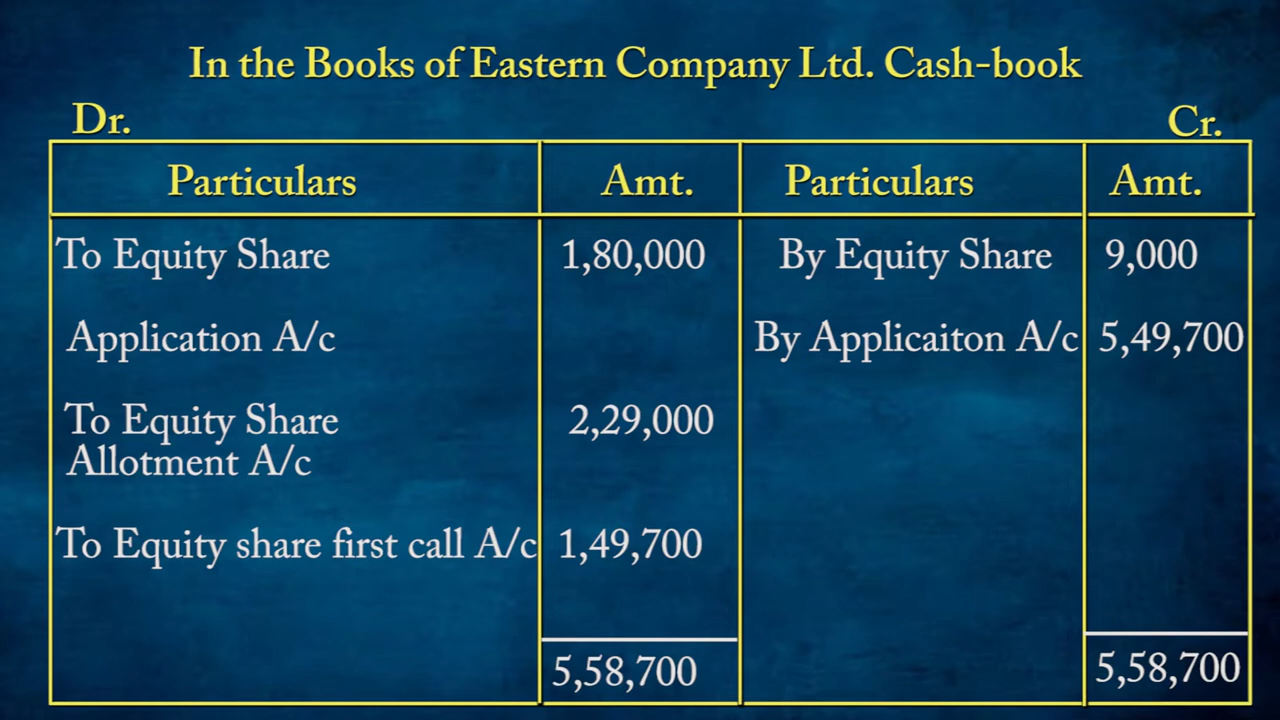 In the Books of Eastern Company Ltd. Cash-book
Dr. Cr.
Particulars Amt. Particulars Amt.
To Equity Share 1,80,000 By Equity Share 9,000
Application A/c By Applicaiton A/c 5,49,700
To Equity Share 2,29,000
Allotment A/c
To Equity share first call A/c 1,49,700
5,58,700 5,58,700